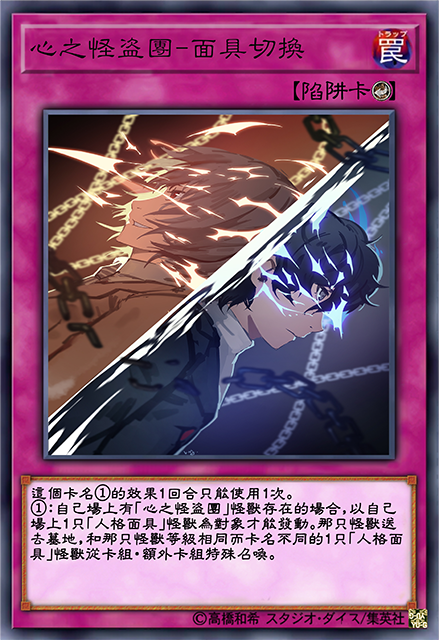 心之怪盜團-面具切換
トラップ
罠
【陷阱卡】
這個卡名①的效果1回合只能使用1次。
①:自己場上有「心之怪盜團」怪獸存在的場合,以自己
場上1只「人格面具」怪獸為對象才能發動。那只怪獸送
去墓地,和那只怪獸等級相同而卡名不同的1只「人格面
具」怪獸從卡組・額外卡組特殊召喚。
©高橋和希 スタジオ・ダイス/集英社